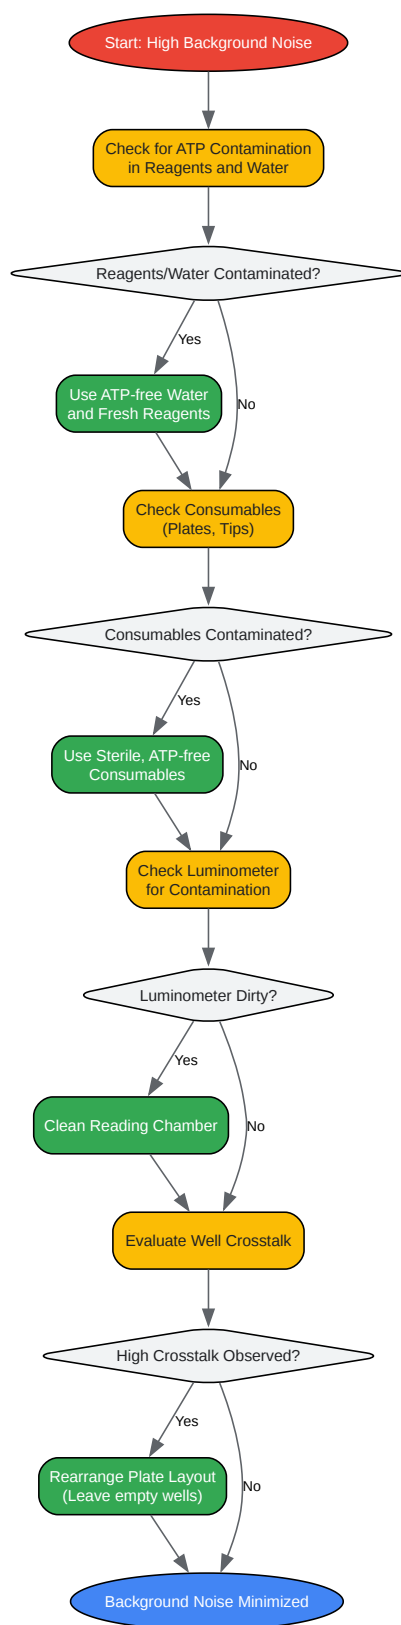 Start: High Background Noise
Check for ATP Contamination
in Reagents and Water
Reagents/Water Contaminated?
Yes
Use ATP-free Water
and Fresh Reagents
No
Check Consumables
(Plates, Tips)
Consumables Contaminated?
Yes
Use Sterile, ATP-free
Consumables
No
Check Luminometer
for Contamination
Luminometer Dirty?
Yes
Clean Reading Chamber
No
Evaluate Well Crosstalk
High Crosstalk Observed?
Yes
Rearrange Plate Layout
(Leave empty wells)
No
Background Noise Minimized